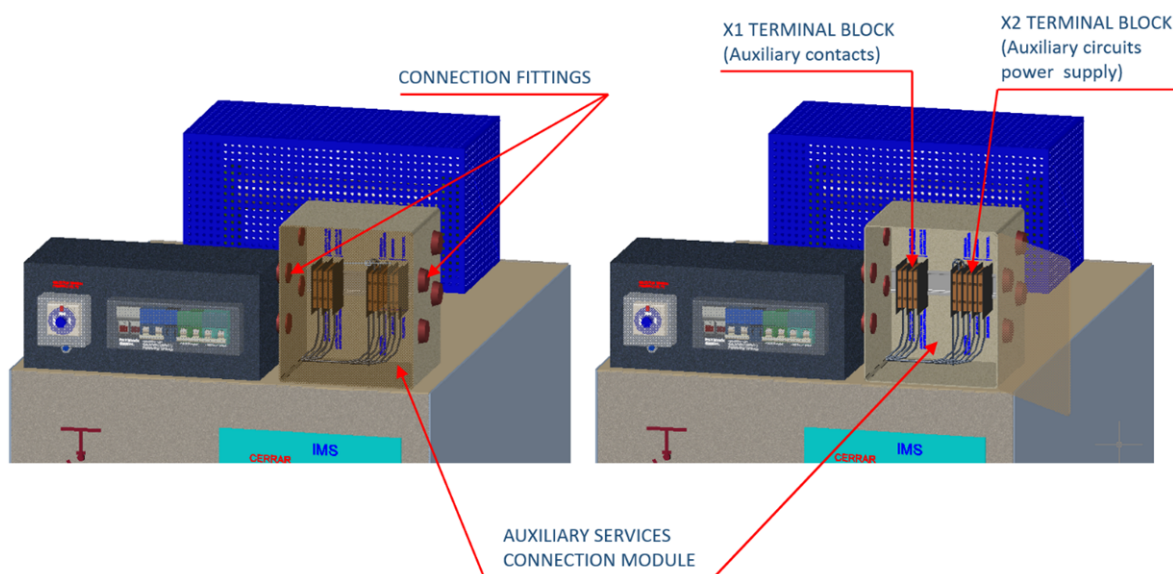 X1 TERMINAL BLOCK
(Auxiliary contacts)
X2 TERMINAL BLOCK
(Auxiliary circuits
power supply)
CONNECTION FITTINGS
IMS
CERRAR
IMS
CERRAR
AUXILIARY SERVICES
CONNECTION MODULE